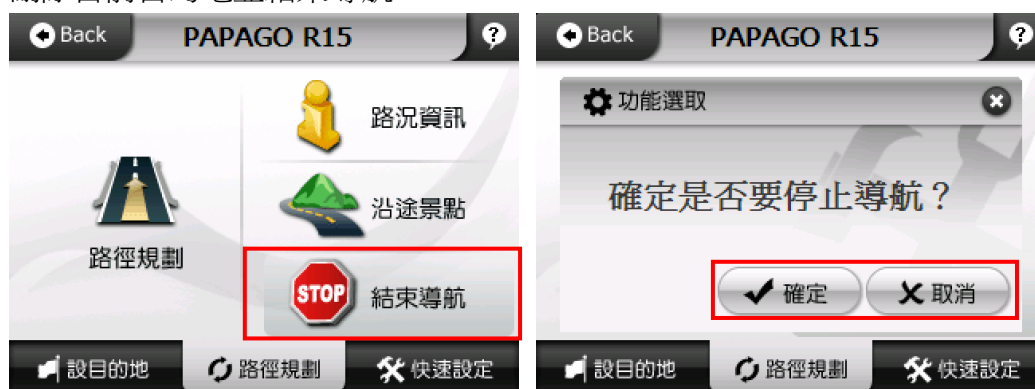 Back PAPAGO R15 ?
路況資訊
沿途景點
路徑規劃
STOP 結束導航
設目的地 路徑規劃 快速設定
Back PAPAGO R15 ?
功能選取
確定是否要停止導航？
確定 取消
設目的地 路徑規劃 快速設定